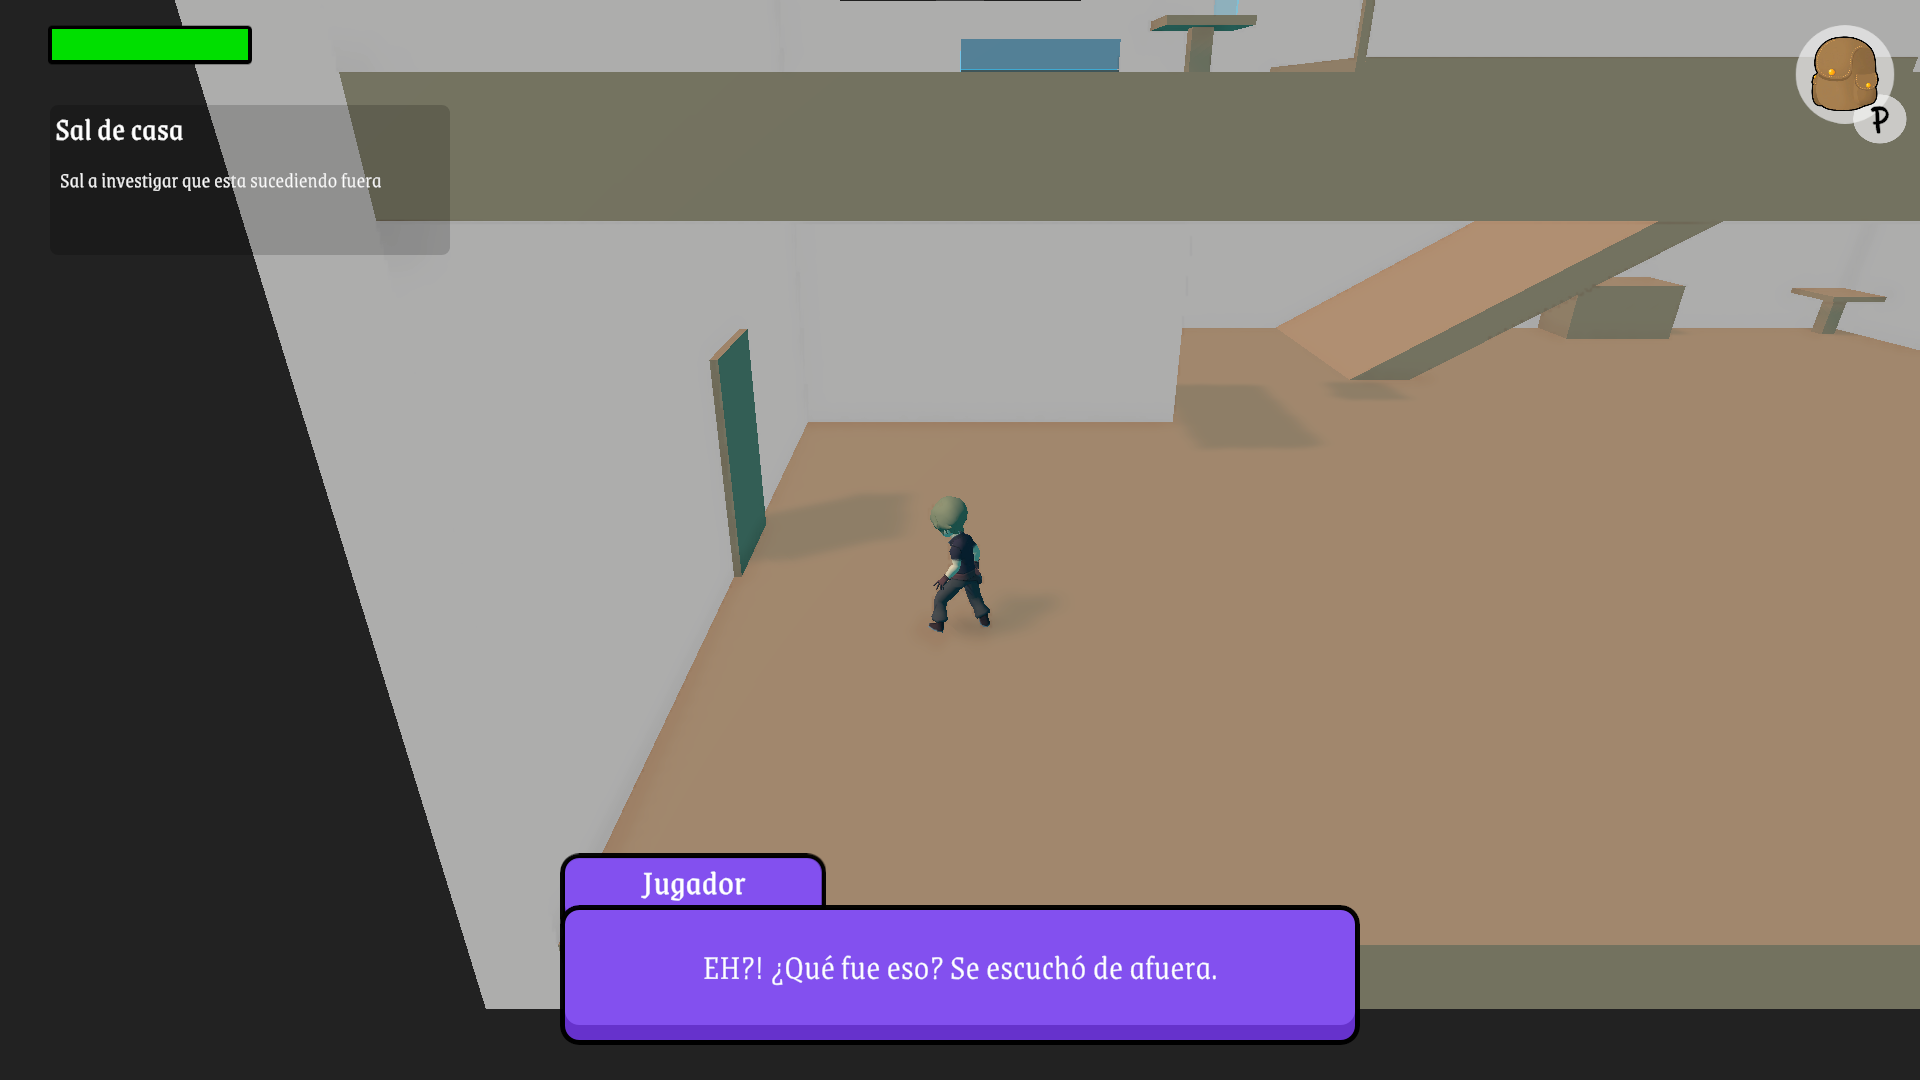 Sal de casa
Sal a investigar que esta sucediendo fuera
P
Jugador
EH?! ¿Qué fue eso? Se escuchó de afuera.